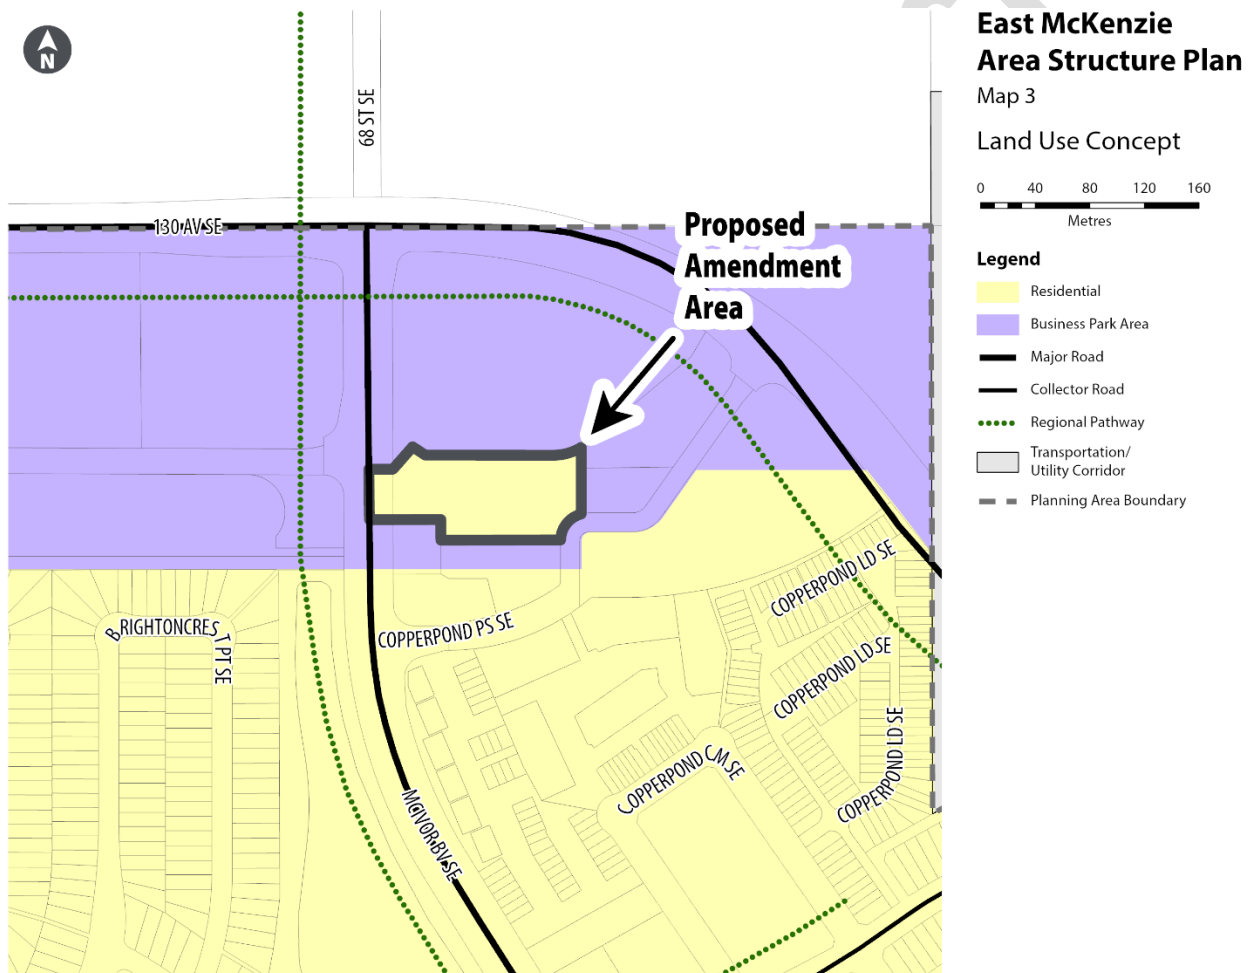 East McKenzie
Area Structure Plan
Map 3
Land Use Concept
0 40 80 120 160
Metres
Legend
Residential
Business Park Area
Major Road
Collector Road
Regional Pathway
Transportation/
Utility Corridor
Planning Area Boundary
N
68 ST SE
130 AV SE
Proposed
Amendment
Area
BRIGHTONCREST PT SE
COPPERPOND PS SE
COPPERPOND LD SE
COPPERPOND LD SE
COPPERPOND LD SE
COPPERPOND CM SE
MCIVOR BV SE